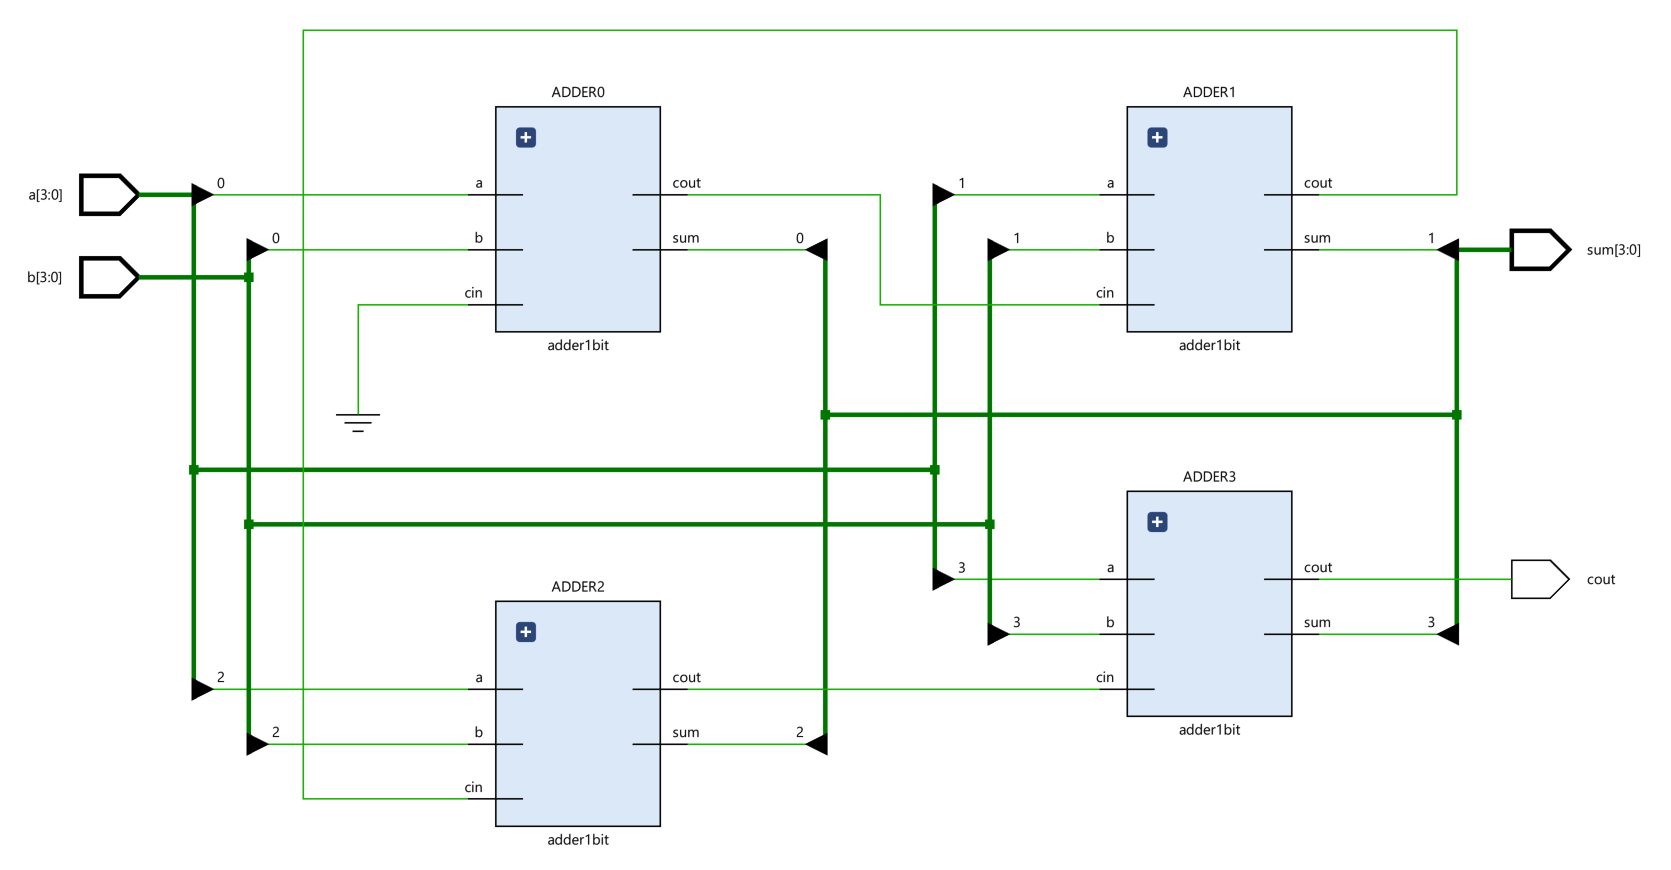 ADDER0
ADDER1
a[3:0]
0
a
cout
1
a
cout
b[3:0]
0
b
sum
0
1
b
sum
1
sum[3:0]
cin
cin
adder1bit
adder1bit
ADDER3
3
a
cout
cout
ADDER2
3
b
sum
3
2
a
cout
cin
adder1bit
2
b
sum
2
cin
adder1bit